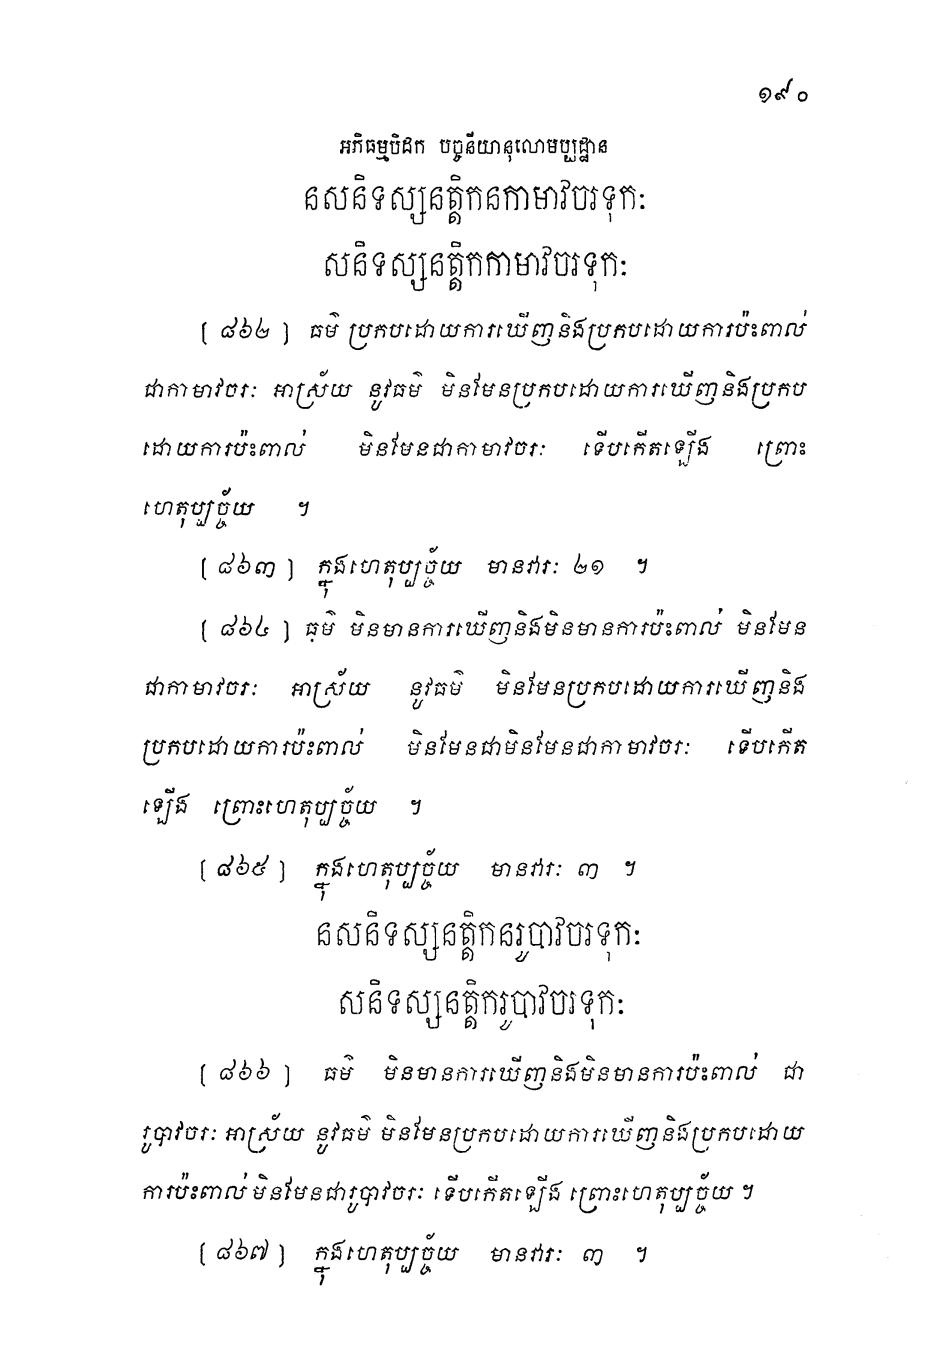 ១៩០
អភិធម្មបិដក បច្ចនីយានុលោមប្បដ្ឋាន
នសនិទស្សនត្តិកនកាមាវចរទុកៈ
សនិទស្សនត្តិកកាមាវចរទុកៈ
[ ៨៦២ ] ធម៌ ប្រកបដោយការឃើញនិងប្រកបដោយការប៉ះពាល់
ជាកាមាវចរៈ អាស្រ័យ នូវធម៌ មិនមែនប្រកបដោយការឃើញនិងប្រកប
ដោយការប៉ះពាល់ មិនមែនជាកាមាវចរៈ ទើបកើតឡើង ព្រោះ
ហេតុប្បច្ច័យ ។
[ ៨៦៣ ] ក្នុងហេតុប្បច្ច័យ មានវារៈ ២១ ។
[ ៨៦៤ ] ធម៌ មិនមានការឃើញនិងមិនមានការប៉ះពាល់ មិនមែន
ជាកាមាវចរៈ អាស្រ័យ នូវធម៌ មិនមែនប្រកបដោយការឃើញនិង
ប្រកបដោយការប៉ះពាល់ មិនមែនជាមិនមែនជាកាមាវចរៈ ទើបកើត
ឡើង ព្រោះហេតុប្បច្ច័យ ។
[ ៨៦៥ ] ក្នុងហេតុប្បច្ច័យ មានវារៈ ៣ ។
នសនិទស្សនត្តិកនរូបាវចរទុកៈ
សនិទស្សនត្តិករូបាវចរទុកៈ
[ ៨៦៦ ] ធម៌ មិនមានការឃើញនិងមិនមានការប៉ះពាល់ ជា
រូបាវចរៈ អាស្រ័យ នូវធម៌ មិនមែនប្រកបដោយការឃើញនិងប្រកបដោយ
ការប៉ះពាល់ មិនមែនជារូបាវចរៈ ទើបកើតឡើង ព្រោះហេតុប្បច្ច័យ ។
[ ៨៦៧ ] ក្នុងហេតុប្បច្ច័យ មានវារៈ ៣ ។